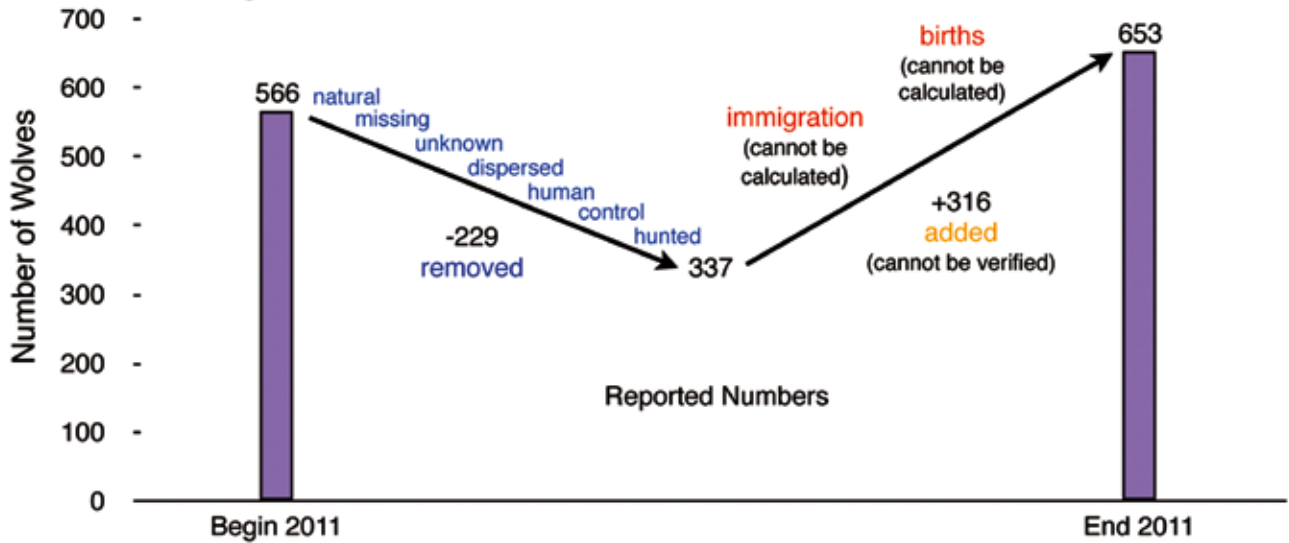 700 -
600 -
500 -
400 -
300 -
200 -
100 -
0
Number of Wolves
566
natural
missing
unknown
dispersed
human
control
hunted
-229
removed
337
immigration
(cannot be
calculated)
births
(cannot be
calculated)
+316
added
(cannot be verified)
653
Reported Numbers
Begin 2011
End 2011